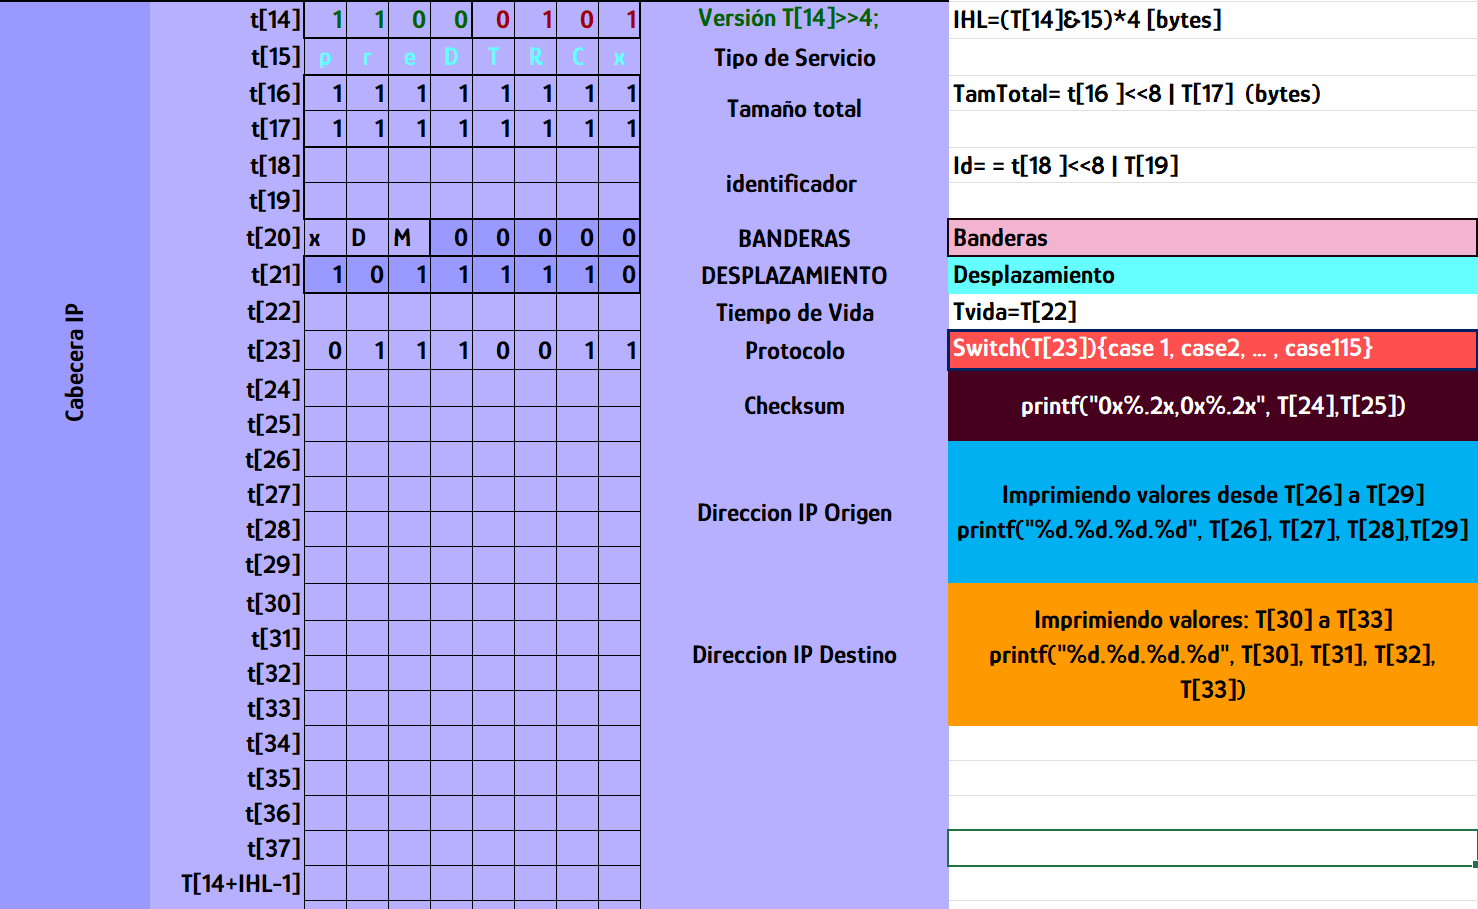 Cabecera IP
t[14] 1 1 0 0 0 1 0 1 Versión T[14]>>4; IHL=(T[14]&15)*4 [bytes]
t[15] p r e D T R C x Tipo de Servicio
t[16] 1 1 1 1 1 1 1 1 Tamaño total TamTotal= t[16 ]<<8 | T[17] (bytes)
t[17] 1 1 1 1 1 1 1 1
t[18] identificador Id= = t[18 ]<<8 | T[19]
t[19]
t[20] x D M 0 0 0 0 0 BANDERAS Banderas
t[21] 1 0 1 1 1 1 1 0 DESPLAZAMIENTO Desplazamiento
t[22] Tiempo de Vida Tvida=T[22]
t[23] 0 1 1 1 0 0 1 1 Protocolo Switch(T[23]){case 1, case2, ... , case115}
t[24] Checksum printf("0x%.2x,0x%.2x", T[24],T[25])
t[25]
t[26]
t[27] Imprimiendo valores desde T[26] a T[29]
t[28] Direccion IP Origen printf("%d.%d.%d.%d", T[26], T[27], T[28],T[29]
t[29]
t[30] Imprimiendo valores: T[30] a T[33]
t[31] Direccion IP Destino printf("%d.%d.%d.%d", T[30], T[31], T[32],
t[32] T[33])
t[33]
t[34]
t[35]
t[36]
t[37]
T[14+IHL-1]